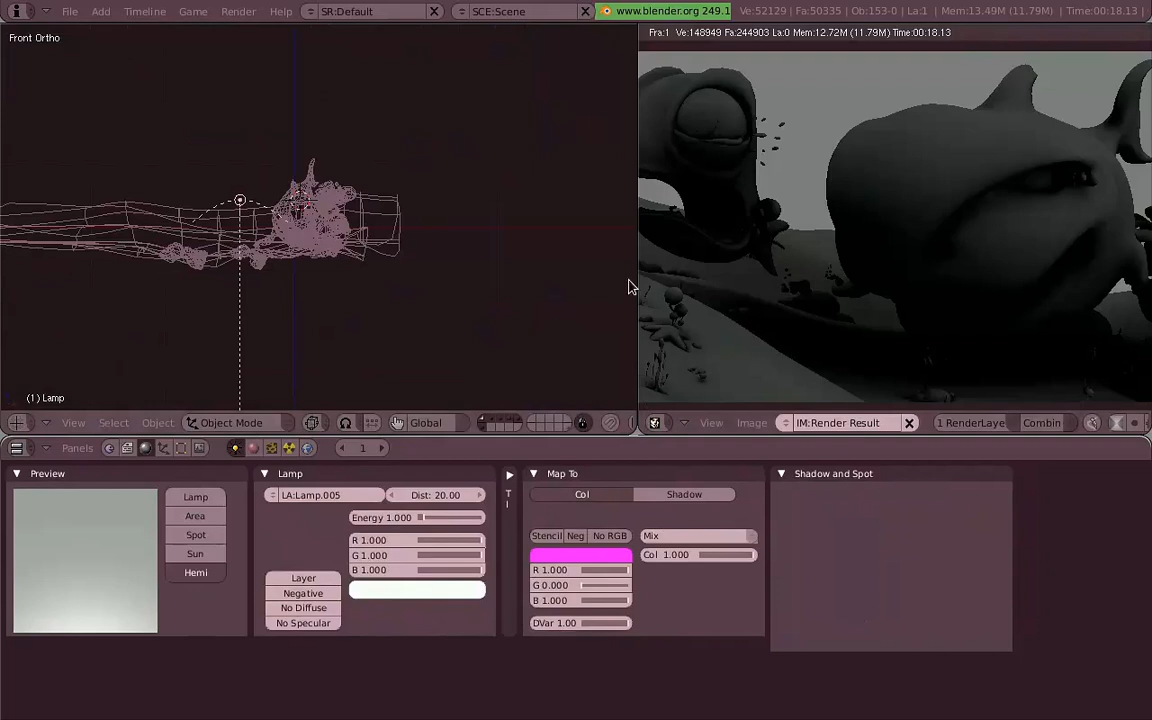 File Add Timeline Game Render Help SR:Default SCE:Scene www.blender.org 249.1 Ve:52129 | Fa:50335 | Ob:153-0 | La:1 | Mem:13.49M (11.79M) | Time:00:18.13 |
Front Ortho
Fra:1 Ve:148949 Fa:244903 La:0 Mem:12.72M (11.79M) Time:00:18.13
(1) Lamp
View Select Object Object Mode Global
View Image IM:Render Result 1 RenderLaye Combin
Panels 1
Preview Lamp Map To Shadow and Spot
Lamp
Area
Spot
Sun
Hemi
LA:Lamp.005 Dist: 20.00
Energy 1.000
R 1.000
G 1.000
B 1.000
Layer
Negative
No Diffuse
No Specular
T
I
Col Shadow
Stencil Neg No RGB Mix
Col 1.000
R 1.000
G 0.000
B 1.000
DVar 1.00